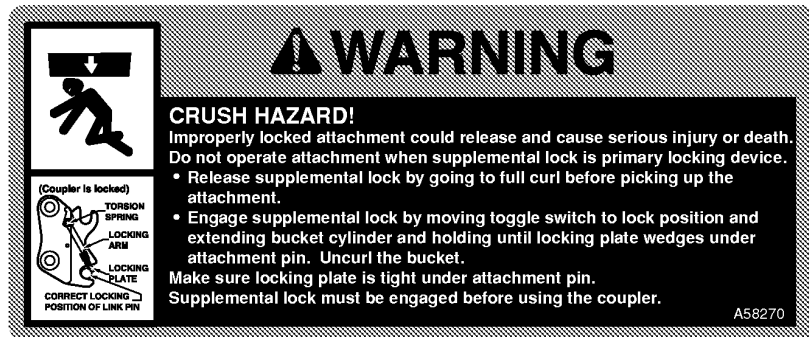 WARNING
CRUSH HAZARD!
Improperly locked attachment could release and cause serious injury or death.
Do not operate attachment when supplemental lock is primary locking device.
• Release supplemental lock by going to full curl before picking up the
attachment.
• Engage supplemental lock by moving toggle switch to lock position and
extending bucket cylinder and holding until locking plate wedges under
attachment pin. Uncurl the bucket.
Make sure locking plate is tight under attachment pin.
Supplemental lock must be engaged before using the coupler.
A58270
(Coupler is locked)
TORSION
SPRING
LOCKING
ARM
LOCKING
PLATE
CORRECT LOCKING
POSITION OF LINK PIN